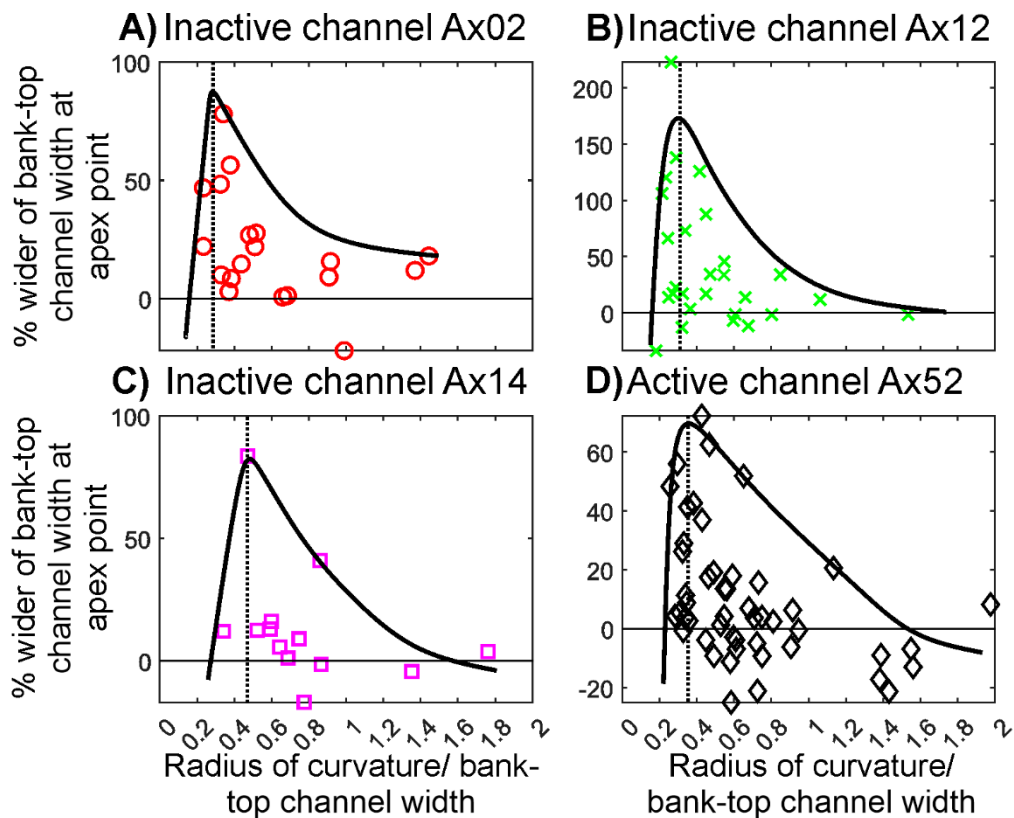 A) Inactive channel Ax02
B) Inactive channel Ax12
% wider of bank-top
channel width at
apex point
100
50
0
200
150
100
50
0
C) Inactive channel Ax14
D) Active channel Ax52
% wider of bank-top
channel width at
apex point
100
50
0
60
40
20
0
-20
0 0.2 0.4 0.6 0.8 1 1.2 1.4 1.6 1.8 2
0 0.2 0.4 0.6 0.8 1 1.2 1.4 1.6 1.8 2
Radius of curvature/ bank-
top channel width
Radius of curvature/
bank-top channel width